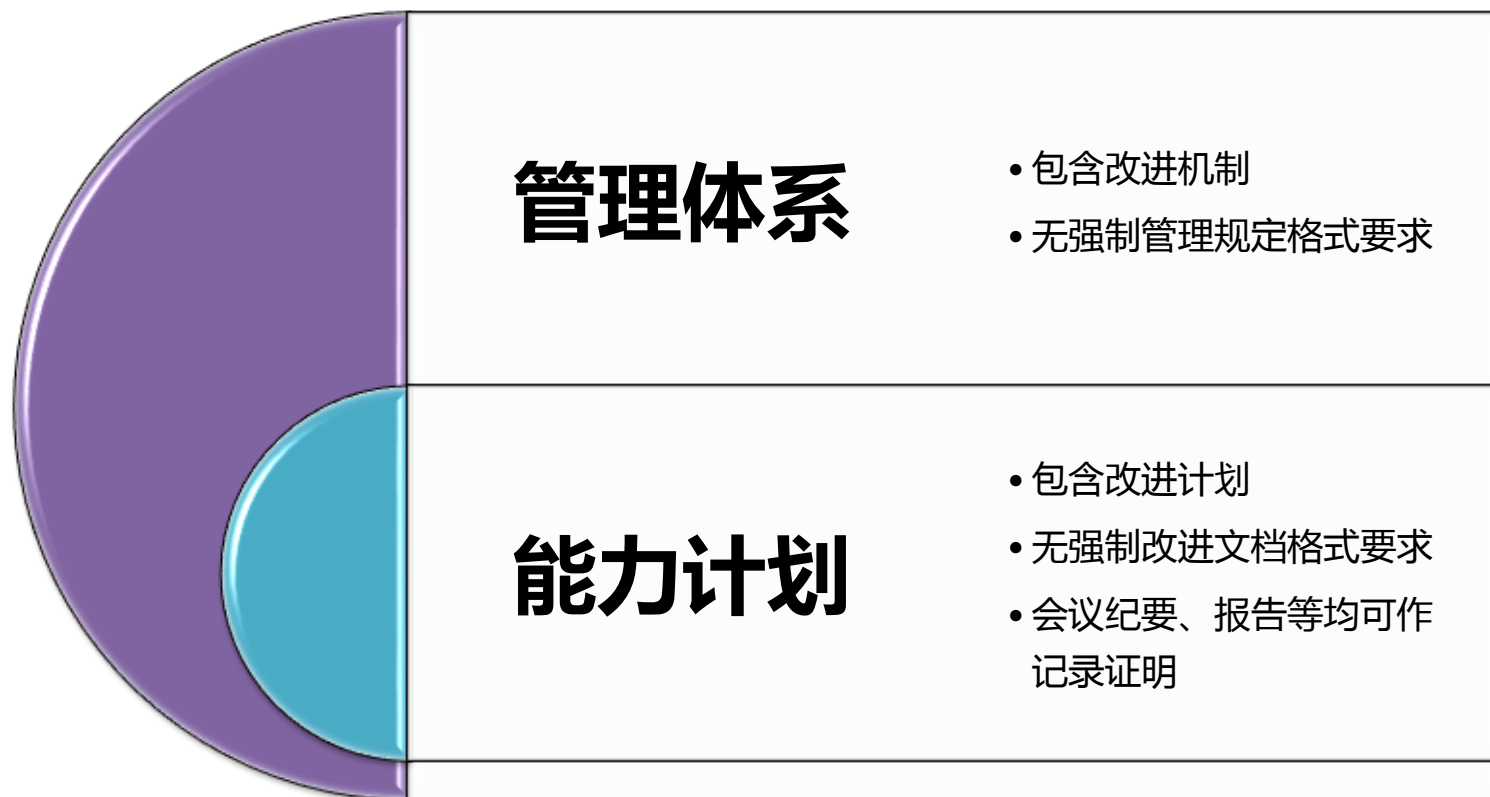 管理体系
• 包含改进机制
• 无强制管理规定格式要求
能力计划
• 包含改进计划
• 无强制改进文档格式要求
• 会议纪要、报告等均可作
记录证明